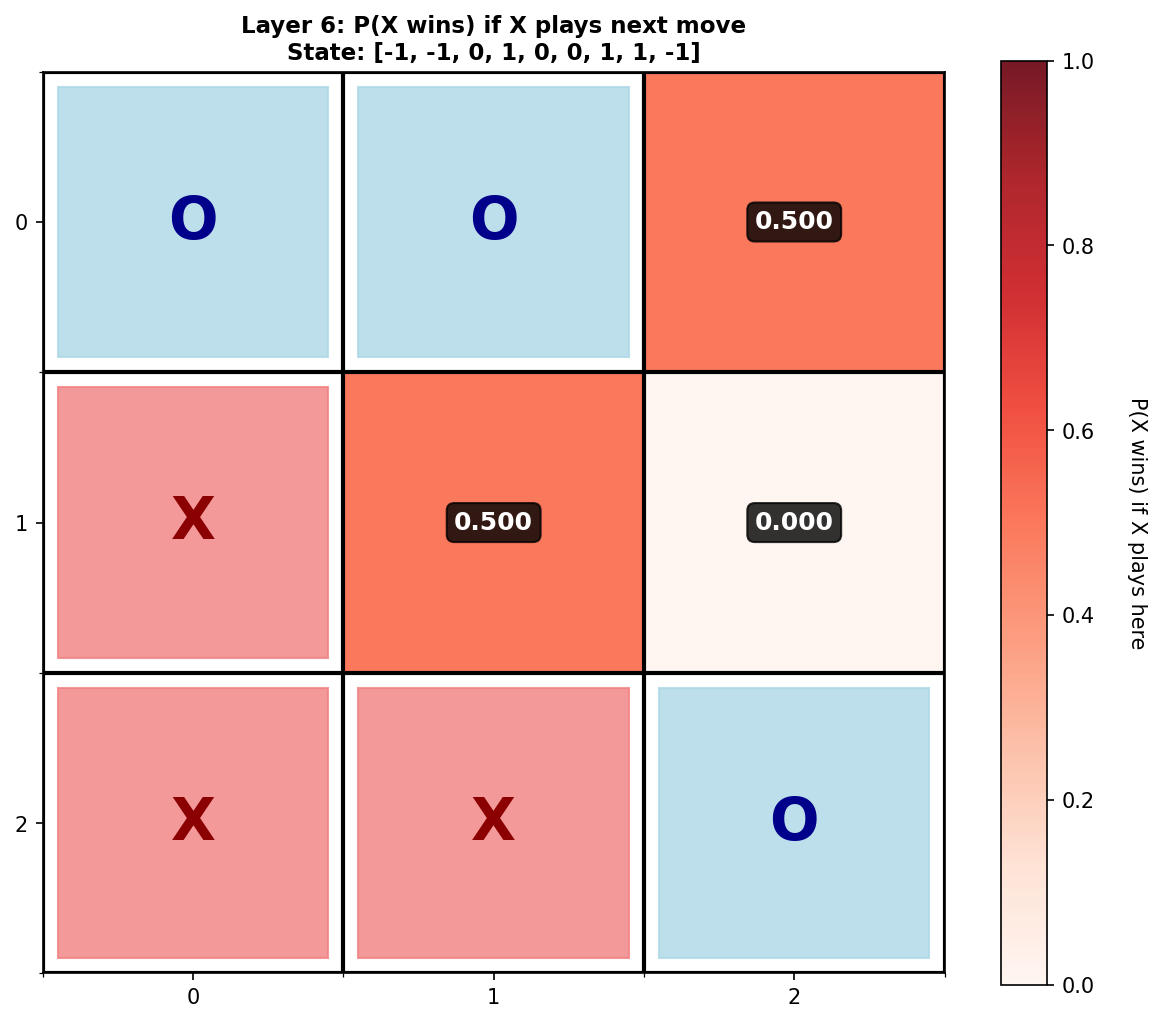 Layer 6: P(X wins) if X plays next move
State: [-1, -1, 0, 1, 0, 0, 1, 1, -1]
O O 0.500
X 0.500 0.000
X X O
0
1
2
0 1 2
1.0
0.8
0.6
0.4
0.2
0.0
P(X wins) if X plays here